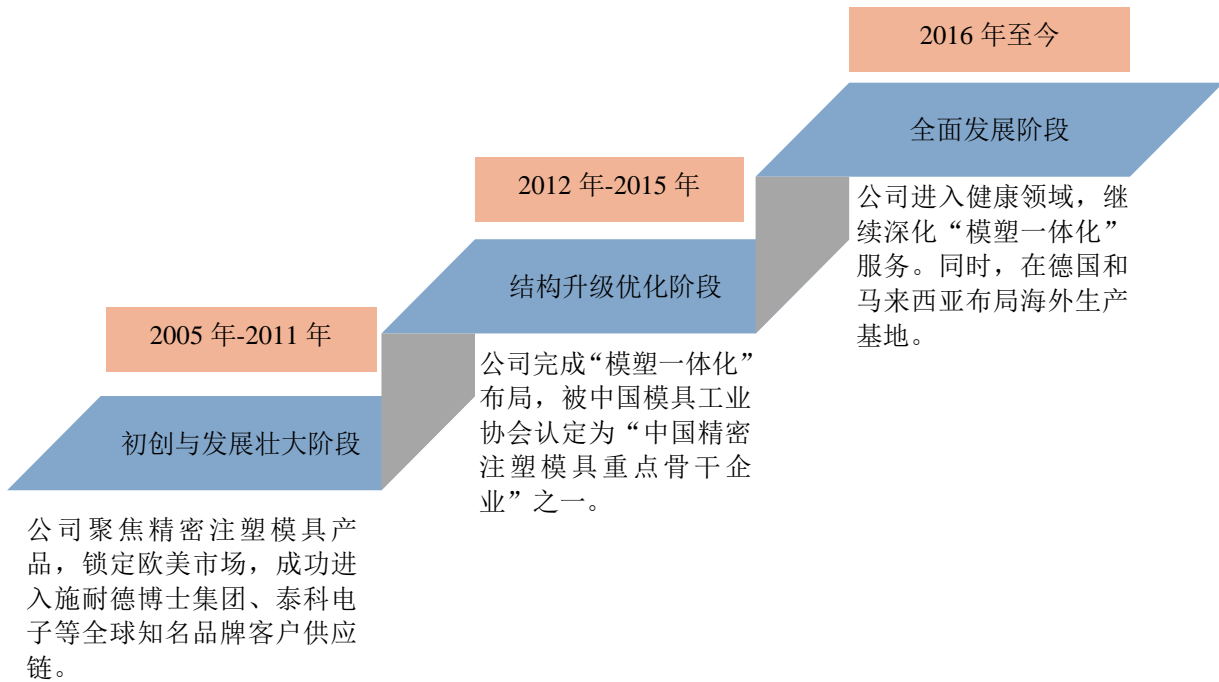 2005 年-2011 年
初创与发展壮大阶段
公司聚焦精密注塑模具产
品，锁定欧美市场，成功进
入施耐德博士集团、泰科电
子等全球知名品牌客户供应
链。
2012 年-2015 年
结构升级优化阶段
公司完成“模塑一体化”
布局，被中国模具工业
协会认定为“中国精密
注塑模具重点骨干企
业”之一。
2016 年至今
全面发展阶段
公司进入健康领域，继
续深化“模塑一体化”
服务。同时，在德国和
马来西亚布局海外生产
基地。